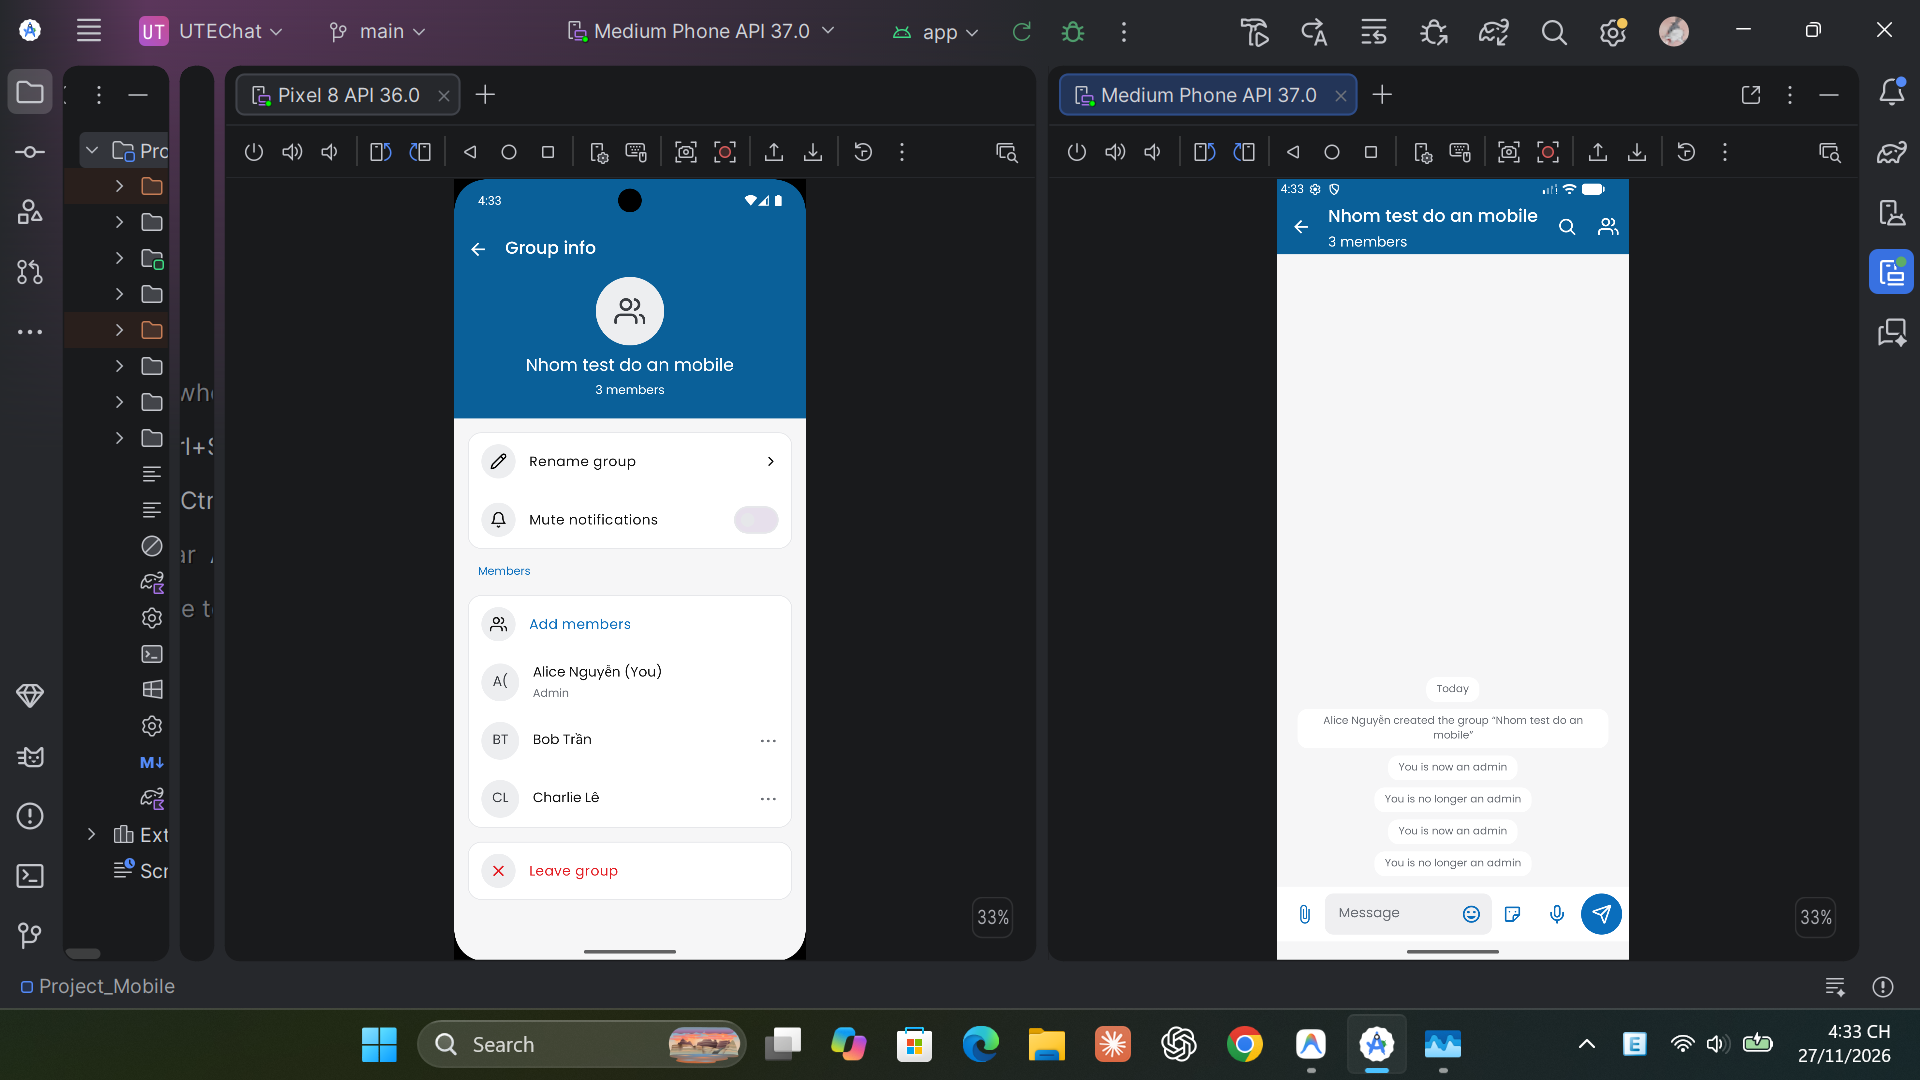 UT UTEChat
main
Medium Phone API 37.0
app
Pro
Ext
Scr
M↓
Ctr
Pixel 8 API 36.0
4:33
Group info
Nhom test do an mobile
3 members
Rename group
Mute notifications
Members
Add members
A(
Alice Nguyễn (You)
Admin
BT
Bob Trần
CL
Charlie Lê
Leave group
33%
Medium Phone API 37.0
4:33
Nhom test do an mobile
3 members
Today
Alice Nguyễn created the group “Nhom test do an
mobile”
You is now an admin
You is no longer an admin
You is now an admin
You is no longer an admin
Message
33%
Project_Mobile
Search
E
4:33 CH
27/11/2026